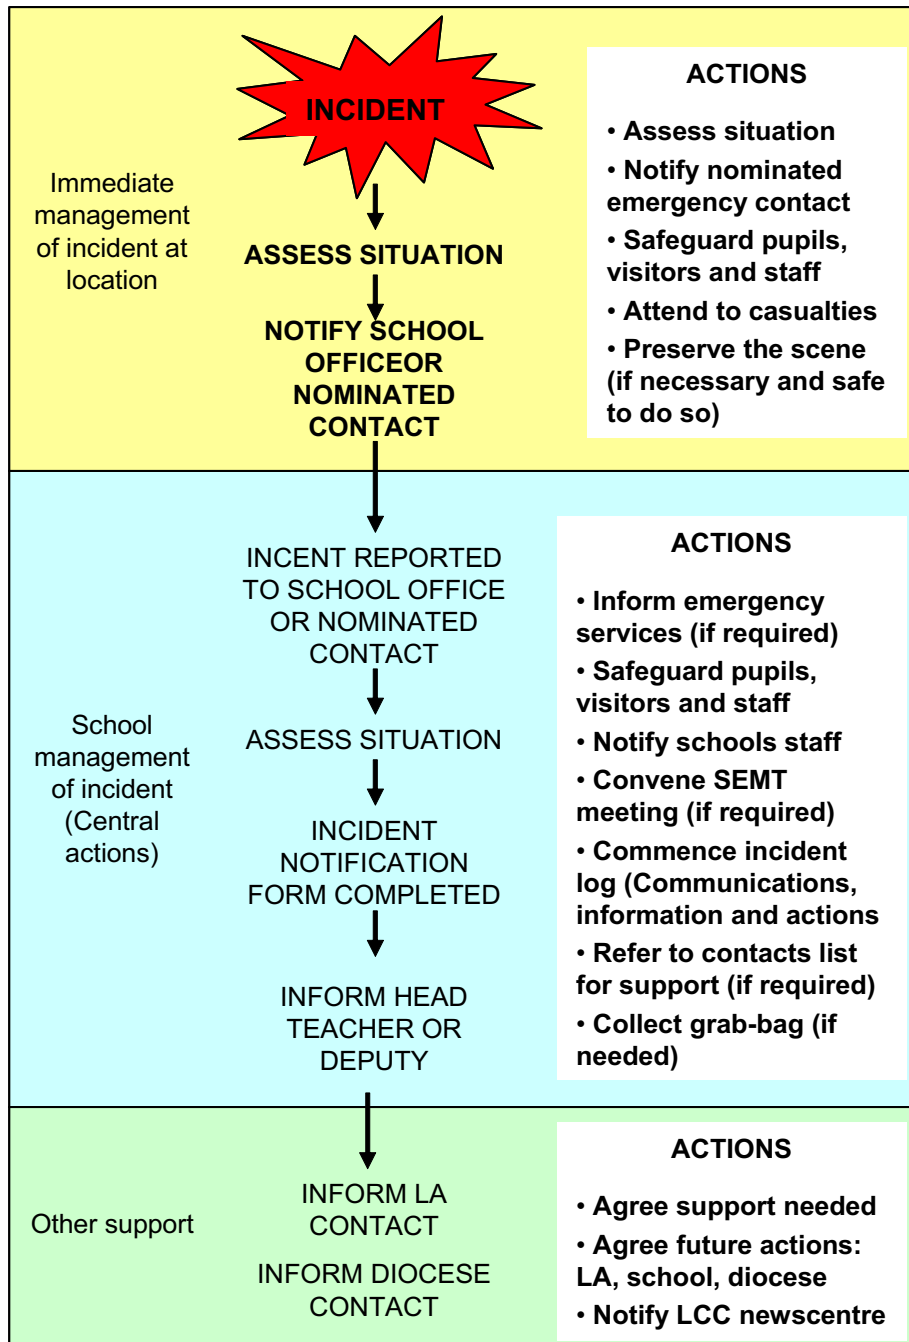 INCIDENT
Immediate
management
of incident at
location
ASSESS SITUATION
NOTIFY SCHOOL
OFFICEOR
NOMINATED
CONTACT
ACTIONS
• Assess situation
• Notify nominated
emergency contact
• Safeguard pupils,
visitors and staff
• Attend to casualties
• Preserve the scene
(if necessary and safe
to do so)
School
management
of incident
(Central
actions)
INCENT REPORTED
TO SCHOOL OFFICE
OR NOMINATED
CONTACT
ASSESS SITUATION
INCIDENT
NOTIFICATION
FORM COMPLETED
INFORM HEAD
TEACHER OR
DEPUTY
ACTIONS
• Inform emergency
services (if required)
• Safeguard pupils,
visitors and staff
• Notify schools staff
• Convene SEMT
meeting (if required)
• Commence incident
log (Communications,
information and actions
• Refer to contacts list
for support (if required)
• Collect grab-bag (if
needed)
Other support
INFORM LA
CONTACT
INFORM DIOCESE
CONTACT
ACTIONS
• Agree support needed
• Agree future actions:
LA, school, diocese
• Notify LCC newscentre